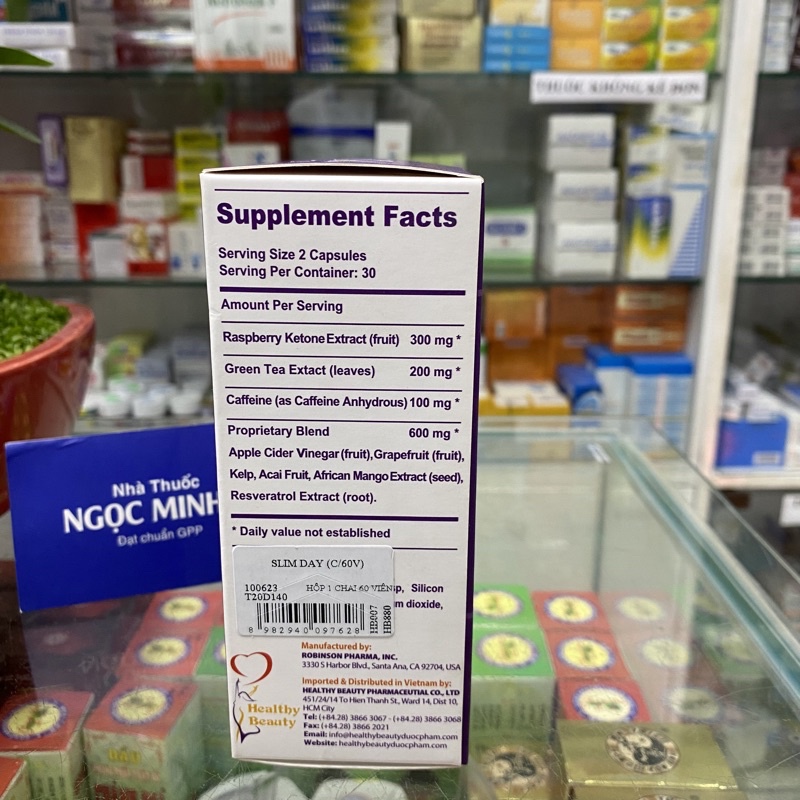 THUỐC KHÔNG KÊ ĐƠN
Supplement Facts
Serving Size 2 Capsules
Serving Per Container: 30
Amount Per Serving
Raspberry Ketone Extract (fruit) 300 mg *
Green Tea Extact (leaves) 200 mg *
Caffeine (as Caffeine Anhydrous) 100 mg *
Proprietary Blend 600 mg *
Apple Cider Vinegar (fruit), Grapefruit (fruit),
Kelp, Acai Fruit, African Mango Extract (seed),
Resveratrol Extract (root).
* Daily value not established
Nhà Thuốc
NGỌC MINH
Đạt chuẩn GPP
SLIM DAY (C/60V)
100623 HỘP 1 CHAI 60 VIÊN
T20D140
8 982940 097628
HB007
HB880
Silicon
dioxide,
Manufactured by:
ROBINSON PHARMA, INC.
3330 S Harbor Blvd., Santa Ana, CA 92704, USA
Imported & Distributed in Vietnam by:
HEALTHY BEAUTY PHARMACEUTIAL CO., LTD
451/24/14 To Hien Thanh St., Ward 14, Dist 10,
HCM City
Tel: (+84.28) 3866 3067 - (+84.28) 3866 3068
Fax: (+84.28) 3866 2021
Email: info@healthybeautyduocpham.com
Website: healthybeautyduocpham.com
Healthy
Beauty